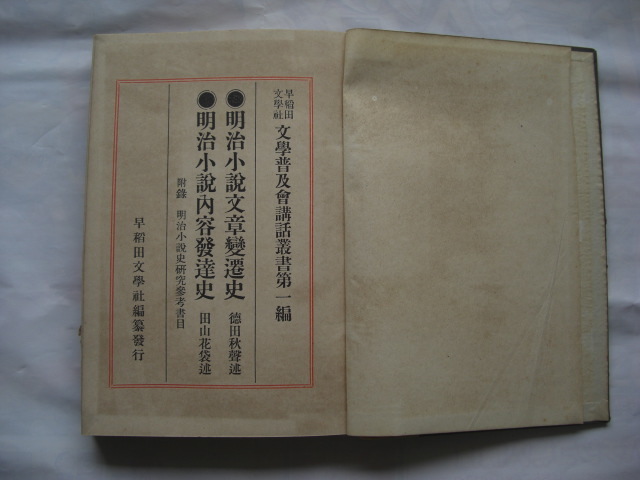 早稲田文學社 文學普及會講話叢書第一編
●明治小說文章變遷史 德田秋聲述
●明治小說內容發達史 田山花袋述
附錄 明治小說史硏究參考書目
早稻田文學社編纂發行